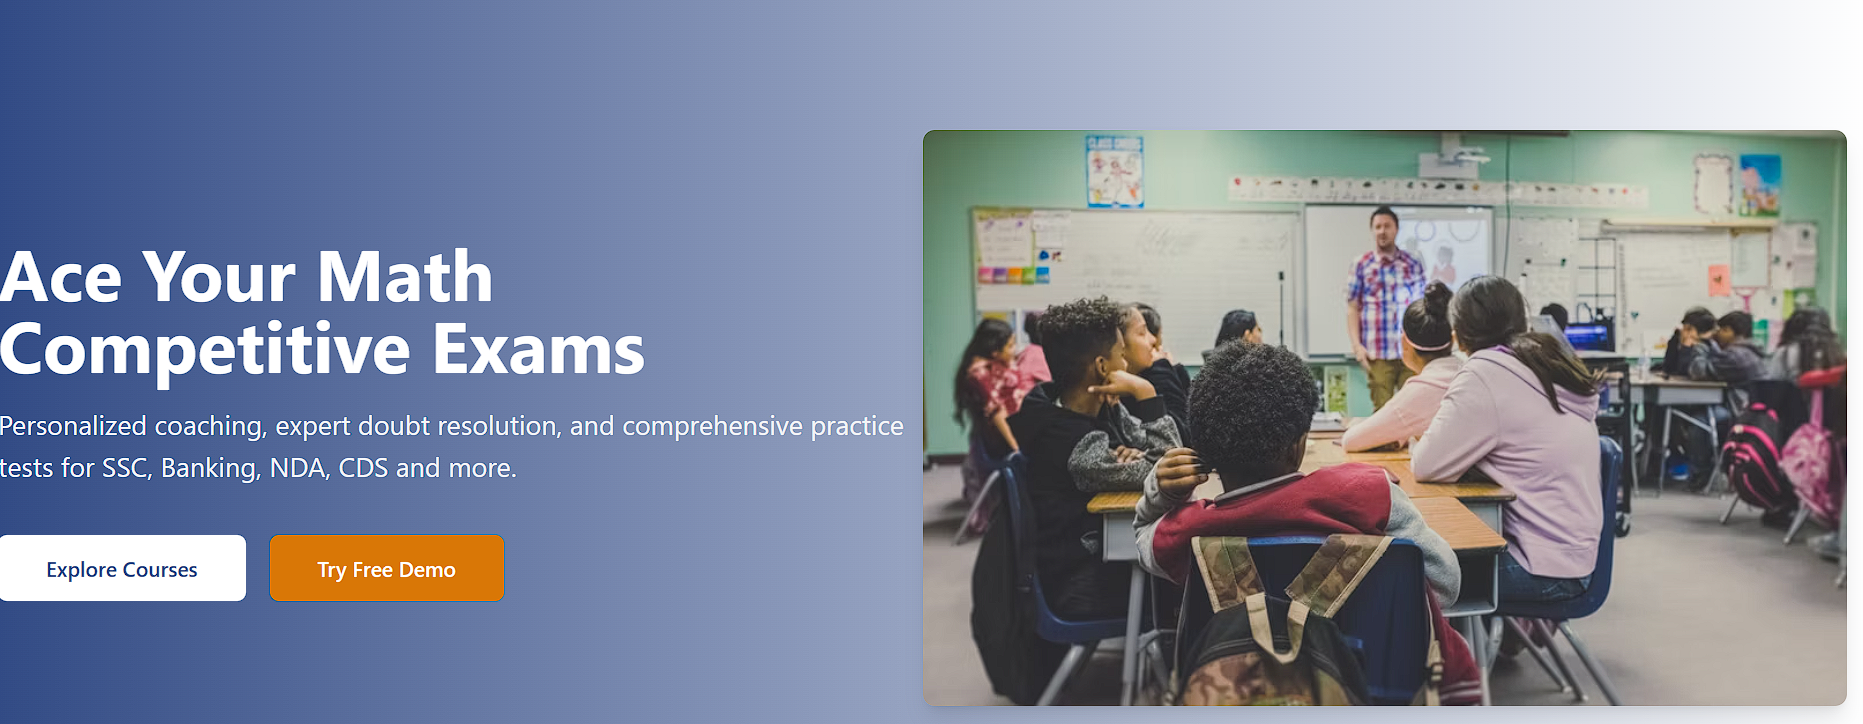 Ace Your Math
Competitive Exams
Personalized coaching, expert doubt resolution, and comprehensive practice
tests for SSC, Banking, NDA, CDS and more.
Explore Courses
Try Free Demo